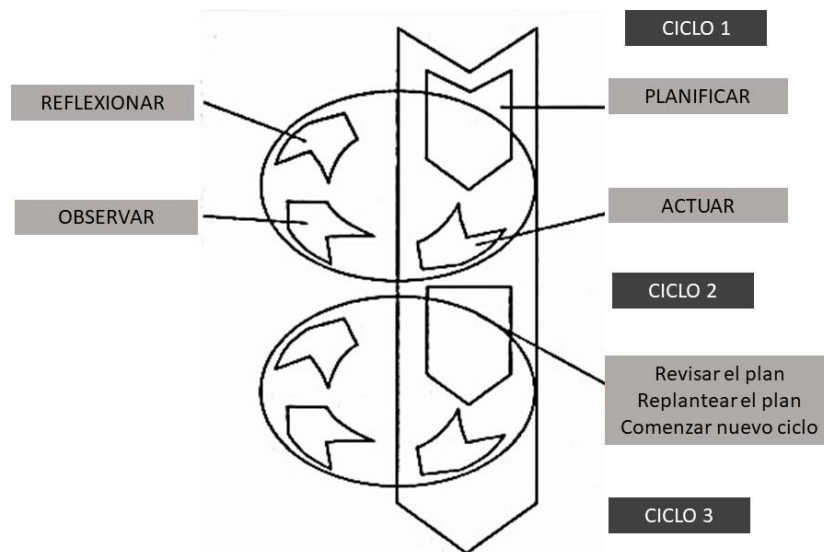 CICLO 1
REFLEXIONAR
PLANIFICAR
OBSERVAR
ACTUAR
CICLO 2
Revisar el plan
Replantear el plan
Comenzar nuevo ciclo
CICLO 3